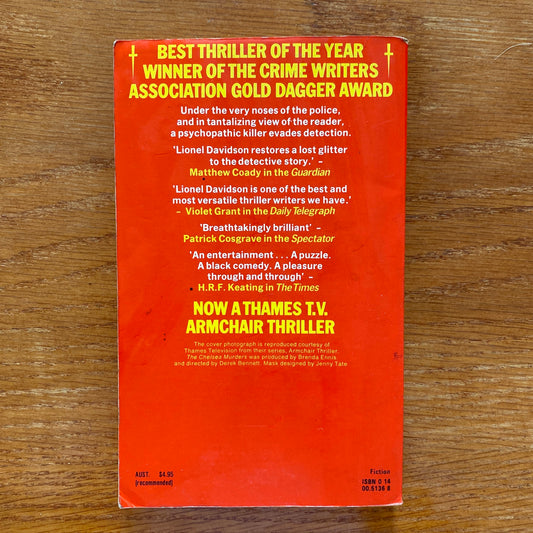 BEST THRILLER OF THE YEAR
WINNER OF THE CRIME WRITERS
ASSOCIATION GOLD DAGGER AWARD
Under the very noses of the police,
and in tantalizing view of the reader,
a psychopathic killer evades detection.
'Lionel Davidson restores a lost glitter
to the detective story.' –
Matthew Coady in the Guardian
'Lionel Davidson is one of the best and
most versatile thriller writers we have.'
– Violet Grant in the Daily Telegraph
'Breathtakingly brilliant' –
Patrick Cosgrave in the Spectator
'An entertainment . . . A puzzle.
A black comedy. A pleasure
through and through' –
H.R.F. Keating in The Times
NOW A THAMES T.V.
ARMCHAIR THRILLER
The cover photograph is reproduced courtesy of
Thames Television from their series, Armchair Thriller.
The Chelsea Murders was produced by Brenda Ennis
and directed by Derek Bennett. Mask designed by Jenny Tate
AUST. $4.95
(recommended)
Fiction
ISBN 0 14
00.5136 8